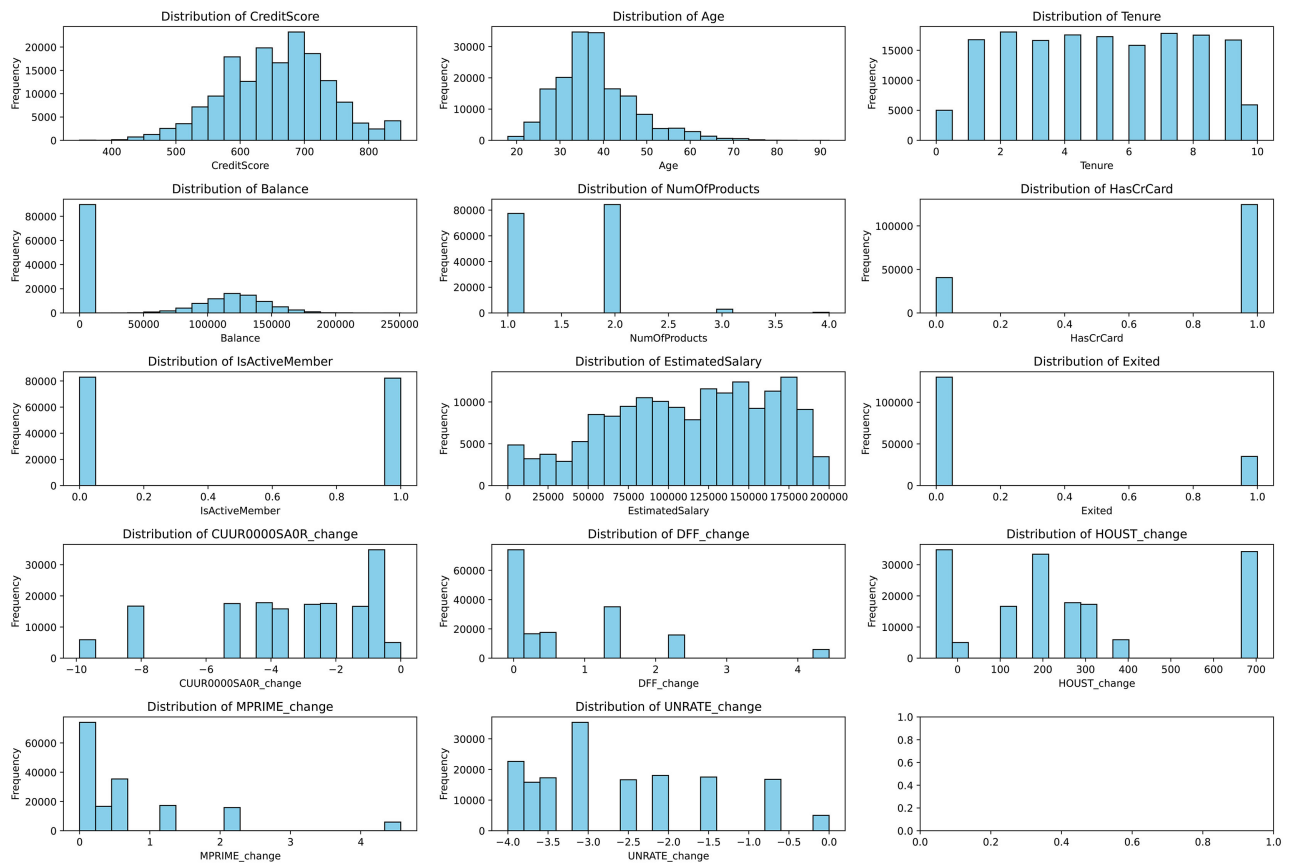 Distribution of CreditScore
Frequency
20000
15000
10000
5000
0
400 500 600 700 800
CreditScore
Distribution of Age
Frequency
30000
20000
10000
0
20 30 40 50 60 70 80 90
Age
Distribution of Tenure
Frequency
15000
10000
5000
0
0 2 4 6 8 10
Tenure
Distribution of Balance
Frequency
80000
60000
40000
20000
0
0 50000 100000 150000 200000 250000
Balance
Distribution of NumOfProducts
Frequency
80000
60000
40000
20000
0
1.0 1.5 2.0 2.5 3.0 3.5 4.0
NumOfProducts
Distribution of HasCrCard
Frequency
100000
50000
0
0.0 0.2 0.4 0.6 0.8 1.0
HasCrCard
Distribution of IsActiveMember
Frequency
80000
60000
40000
20000
0
0.0 0.2 0.4 0.6 0.8 1.0
IsActiveMember
Distribution of EstimatedSalary
Frequency
10000
5000
0
0 25000 50000 75000 100000 125000 150000 175000 200000
EstimatedSalary
Distribution of Exited
Frequency
100000
50000
0
0.0 0.2 0.4 0.6 0.8 1.0
Exited
Distribution of CUUR0000SA0R_change
Frequency
30000
20000
10000
0
−10 −8 −6 −4 −2 0
CUUR0000SA0R_change
Distribution of DFF_change
Frequency
60000
40000
20000
0
0 1 2 3 4
DFF_change
Distribution of HOUST_change
Frequency
30000
20000
10000
0
0 100 200 300 400 500 600 700
HOUST_change
Distribution of MPRIME_change
Frequency
60000
40000
20000
0
0 1 2 3 4
MPRIME_change
Distribution of UNRATE_change
Frequency
30000
20000
10000
0
−4.0 −3.5 −3.0 −2.5 −2.0 −1.5 −1.0 −0.5 0.0
UNRATE_change
1.0
0.8
0.6
0.4
0.2
0.0
0.0 0.2 0.4 0.6 0.8 1.0